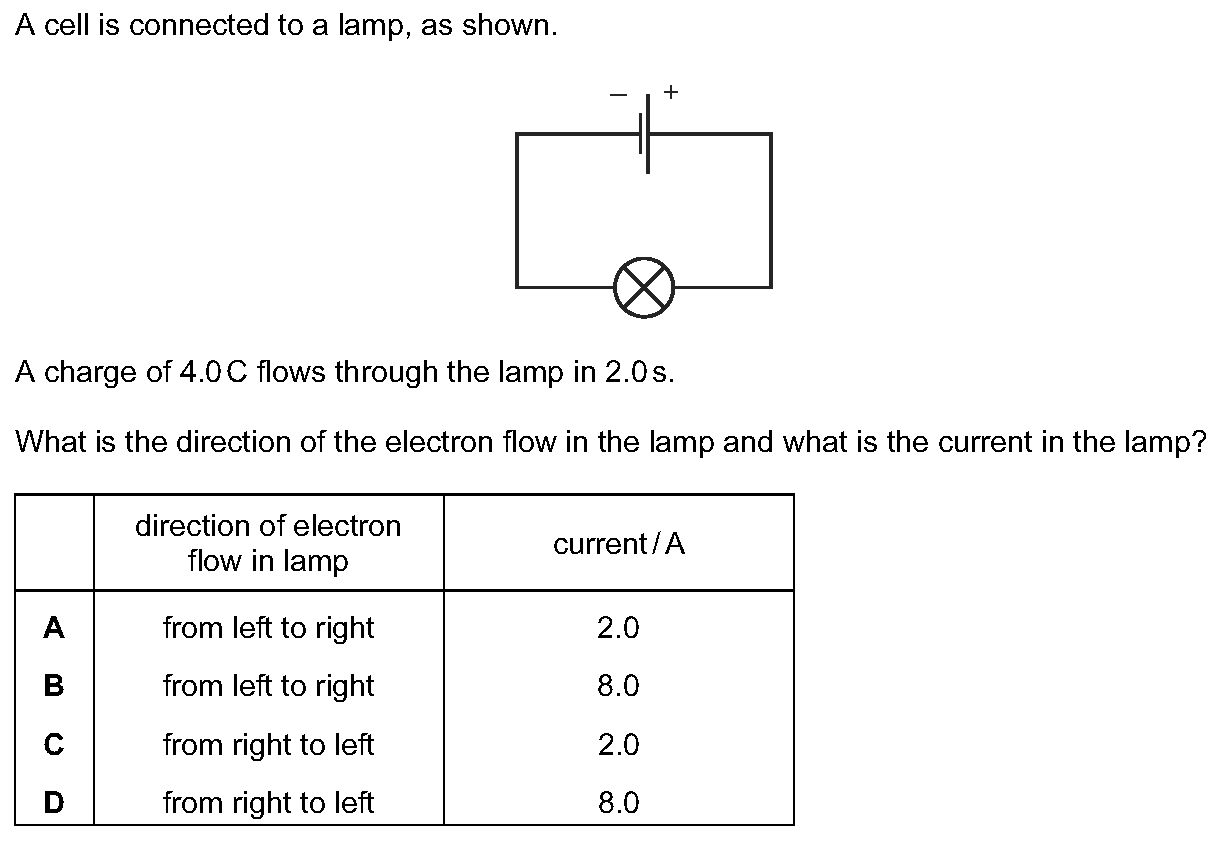 A cell is connected to a lamp, as shown.
– +
A charge of 4.0 C flows through the lamp in 2.0 s.
What is the direction of the electron flow in the lamp and what is the current in the lamp?
direction of electron
flow in lamp
current / A
A from left to right 2.0
B from left to right 8.0
C from right to left 2.0
D from right to left 8.0